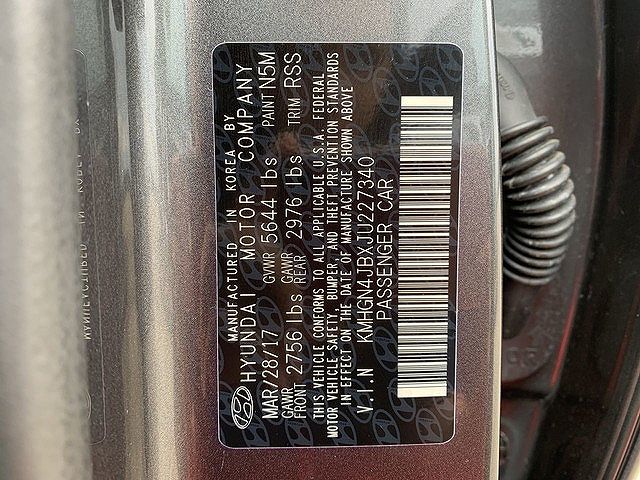 MANUFACTURED IN KOREA BY
HYUNDAI MOTOR COMPANY
MAR/28/17 GVWR 5644 lbs PAINT N5M
GAWR FRONT 2756 lbs GAWR REAR 2976 lbs TRIM RSS
THIS VEHICLE CONFORMS TO ALL APPLICABLE U.S.A. FEDERAL
MOTOR VEHICLE SAFETY, BUMPER, AND THEFT PREVENTION STANDARDS
IN EFFECT ON THE DATE OF MANUFACTURE SHOWN ABOVE
V.I.N KMHGN4JBXJU227340
PASSENGER CAR